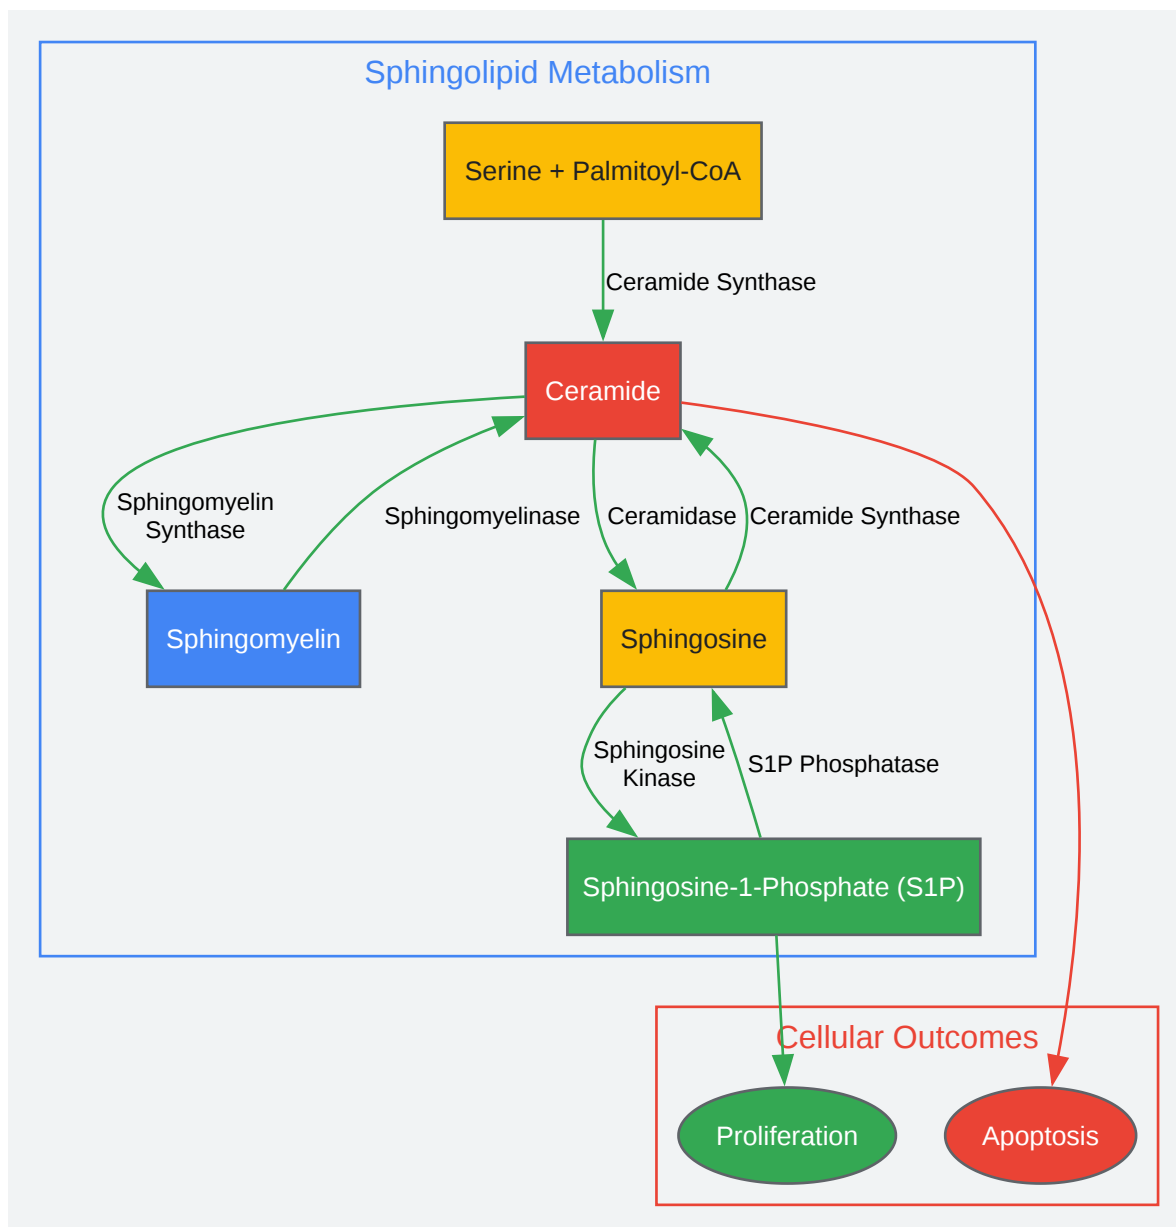 Sphingolipid Metabolism
Serine + Palmitoyl-CoA
Ceramide Synthase
Ceramide
Sphingomyelin
Synthase
Sphingomyelinase
Ceramidase
Ceramide Synthase
Sphingomyelin
Sphingosine
Sphingosine
Kinase
S1P Phosphatase
Sphingosine-1-Phosphate (S1P)
Cellular Outcomes
Proliferation
Apoptosis